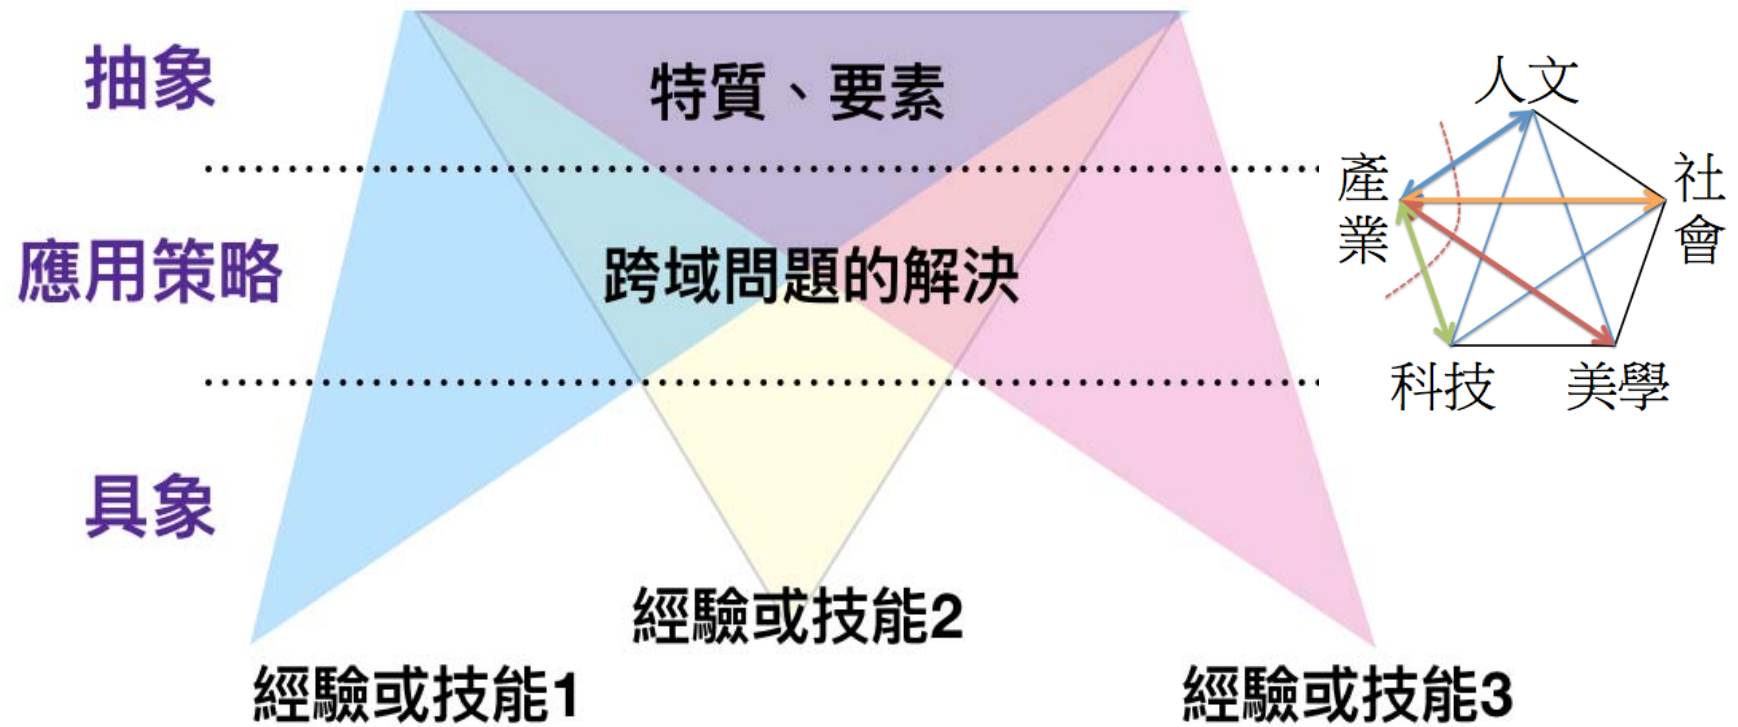 抽象
特質、要素
人文
產業
社會
應用策略
跨域問題的解決
科技
美學
具象
經驗或技能2
經驗或技能1
經驗或技能3